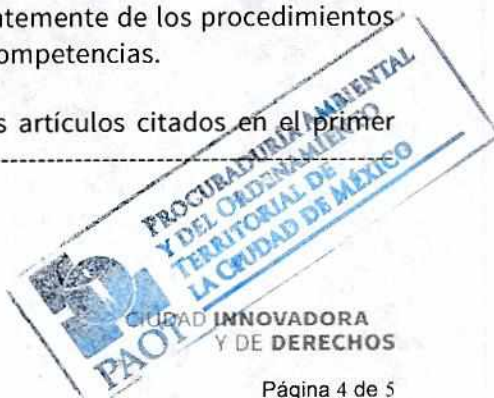 ntemente de los procedimientos
ompetencias.
s artículos citados en el primer
PROCURADURÍA AMBIENTAL
Y DEL ORDENAMIENTO
TERRITORIAL DE
LA CIUDAD DE MÉXICO
PAOT
CIUDAD INNOVADORA
Y DE DERECHOS
Página 4 de 5